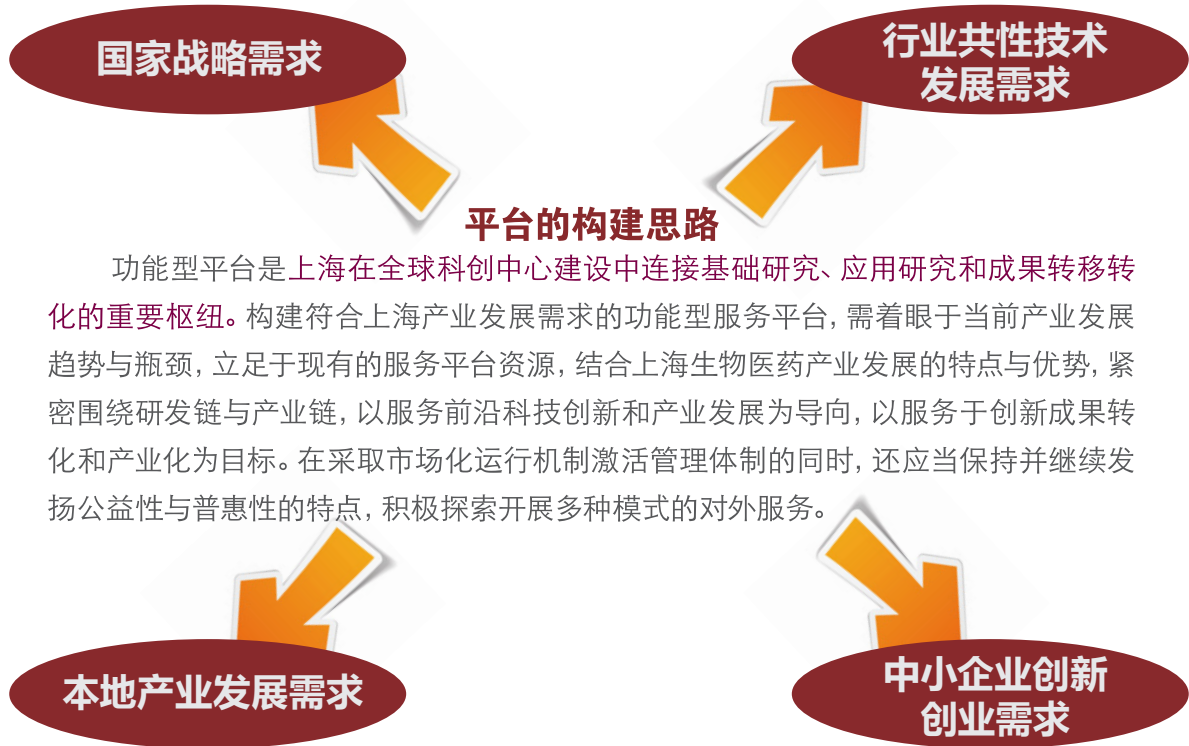 国家战略需求
行业共性技术
发展需求
平台的构建思路
功能型平台是上海在全球科创中心建设中连接基础研究、应用研究和成果转移转
化的重要枢纽。构建符合上海产业发展需求的功能型服务平台,需着眼于当前产业发展
趋势与瓶颈,立足于现有的服务平台资源,结合上海生物医药产业发展的特点与优势,紧
密围绕研发链与产业链,以服务前沿科技创新和产业发展为导向,以服务于创新成果转
化和产业化为目标。在采取市场化运行机制激活管理体制的同时,还应当保持并继续发
扬公益性与普惠性的特点,积极探索开展多种模式的对外服务。
本地产业发展需求
中小企业创新
创业需求